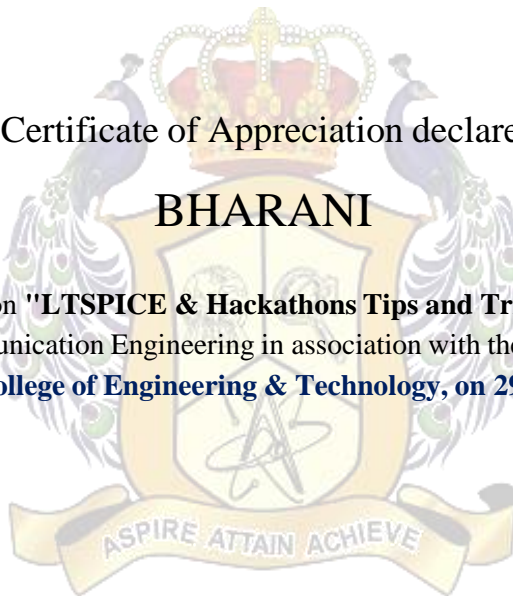 Certificate of Appreciation declare
BHARANI
on "LTSPICE & Hackathons Tips and Tr
unication Engineering in association with the
ollege of Engineering & Technology, on 29
ASPIRE ATTAIN ACHIEVE